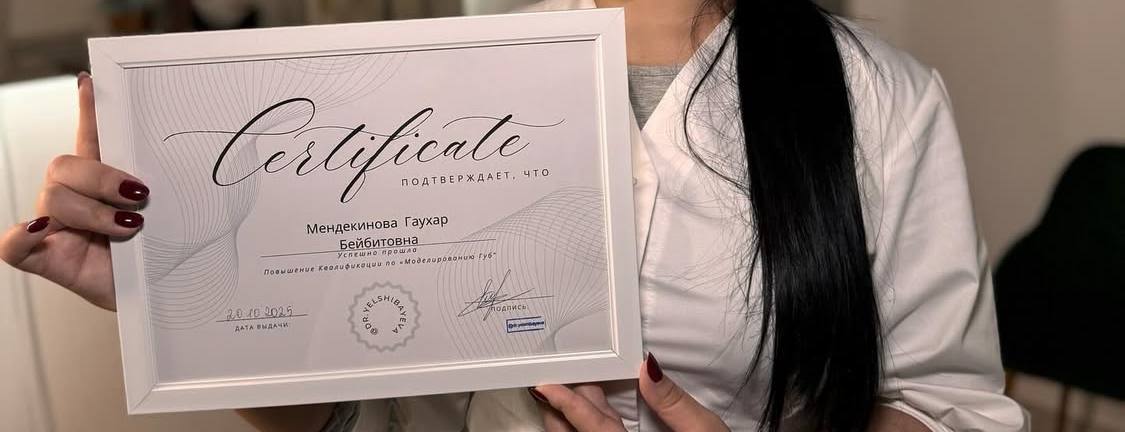 Certificate
ПОДТВЕРЖДАЕТ, ЧТО
Мендекинова Гаухар
Бейбитовна
Успешно прошла
Повышение Квалификации по «Моделированию Губ"
20.10.2025
ДАТА ВЫДАЧИ:
@DR.YELSHIBAYEVA
ПОДПИСЬ: